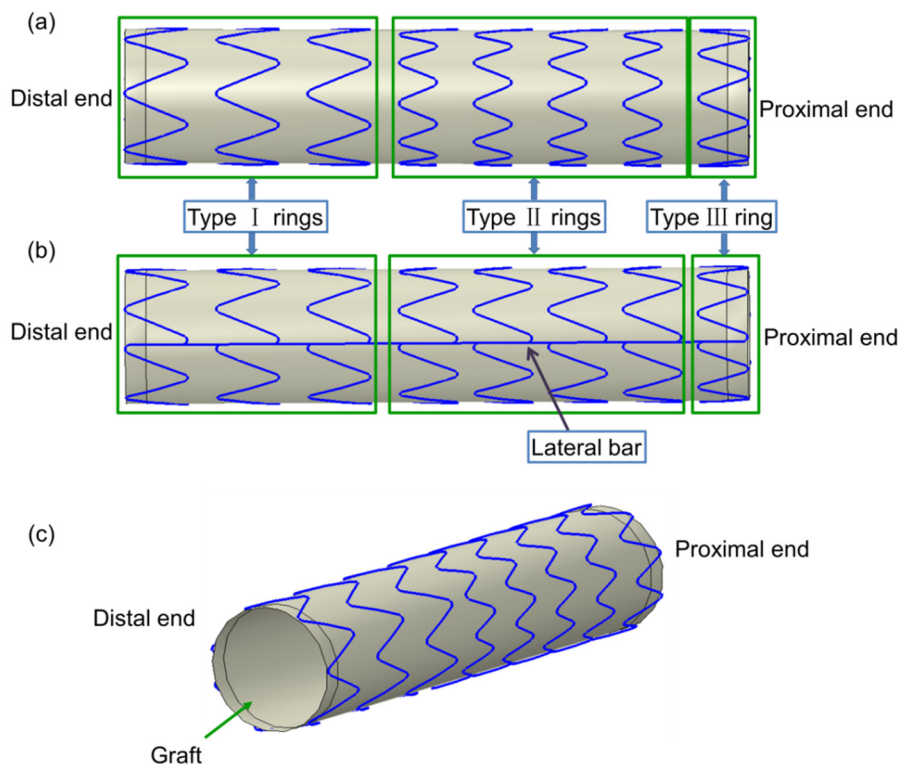 (a)
Distal end
Proximal end
Type Ⅰ rings
Type Ⅱ rings
Type Ⅲ ring
(b)
Distal end
Proximal end
Lateral bar
(c)
Proximal end
Distal end
Graft